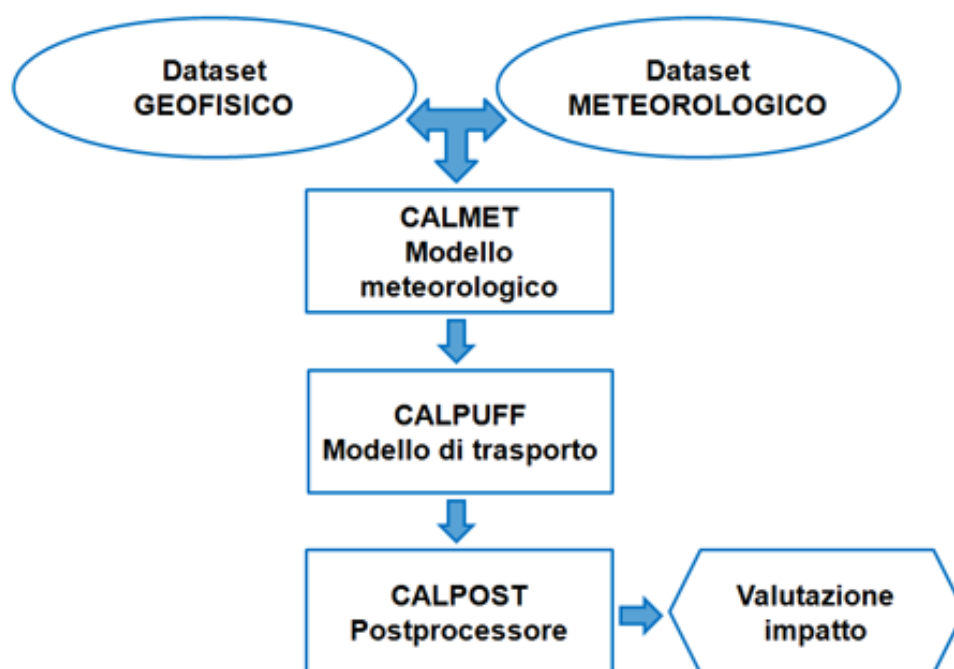 Dataset
GEOFISICO
Dataset
METEOROLOGICO
CALMET
Modello
meteorologico
CALPUFF
Modello di trasporto
CALPOST
Postprocessore
Valutazione
impatto